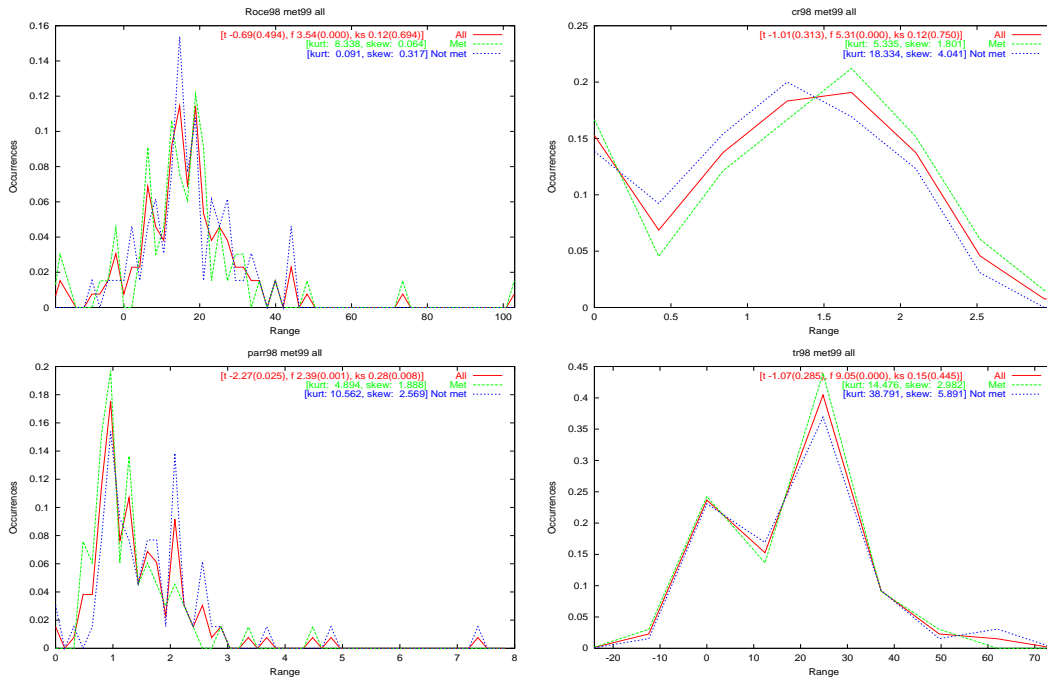 Roce98 met99 all
[t -0.69(0.494), f 3.54(0.000), ks 0.12(0.694)] All
[kurt: 8.338, skew: 0.064] Met
[kurt: 0.091, skew: 0.317] Not met
0.16
0.14
0.12
0.1
0.08
0.06
0.04
0.02
0
Occurrences
0 20 40 60 80 100
Range
cr98 met99 all
[t -1.01(0.313), f 5.31(0.000), ks 0.12(0.750)] All
[kurt: 5.335, skew: 1.801] Met
[kurt: 18.334, skew: 4.041] Not met
0.25
0.2
0.15
0.1
0.05
0
Occurrences
0 0.5 1 1.5 2 2.5
Range
parr98 met99 all
[t -2.27(0.025), f 2.39(0.001), ks 0.28(0.008)] All
[kurt: 4.894, skew: 1.888] Met
[kurt: 10.562, skew: 2.569] Not met
0.2
0.18
0.16
0.14
0.12
0.1
0.08
0.06
0.04
0.02
0
Occurrences
0 1 2 3 4 5 6 7 8
Range
tr98 met99 all
[t -1.07(0.285), f 9.05(0.000), ks 0.15(0.445)] All
[kurt: 14.476, skew: 2.982] Met
[kurt: 38.791, skew: 5.891] Not met
0.45
0.4
0.35
0.3
0.25
0.2
0.15
0.1
0.05
0
Occurrences
-20 -10 0 10 20 30 40 50 60 70
Range